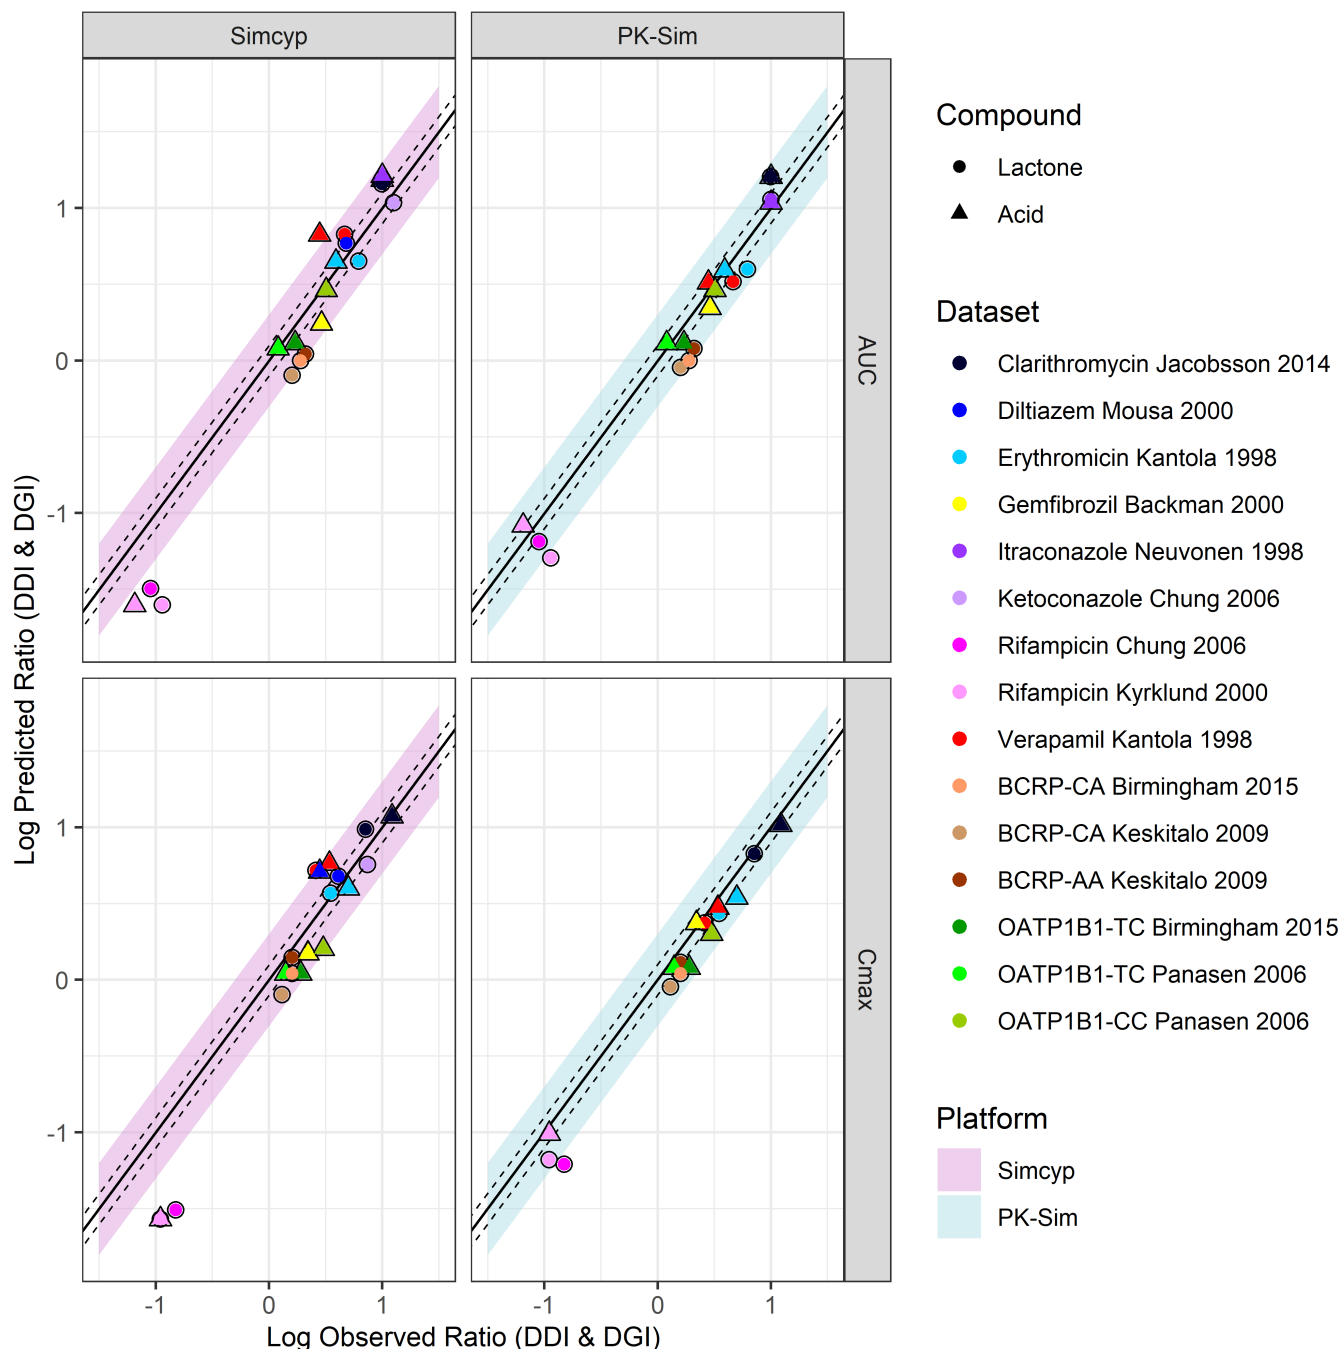 Simcyp
PK-Sim
1
0
-1
AUC
1
0
-1
Cmax
-1
0
1
-1
0
1
Log Observed Ratio (DDI & DGI)
Log Predicted Ratio (DDI & DGI)
Compound
Lactone
Acid
Dataset
Clarithromycin Jacobsson 2014
Diltiazem Mousa 2000
Erythromicin Kantola 1998
Gemfibrozil Backman 2000
Itraconazole Neuvonen 1998
Ketoconazole Chung 2006
Rifampicin Chung 2006
Rifampicin Kyrklund 2000
Verapamil Kantola 1998
BCRP-CA Birmingham 2015
BCRP-CA Keskitalo 2009
BCRP-AA Keskitalo 2009
OATP1B1-TC Birmingham 2015
OATP1B1-TC Panasen 2006
OATP1B1-CC Panasen 2006
Platform
Simcyp
PK-Sim